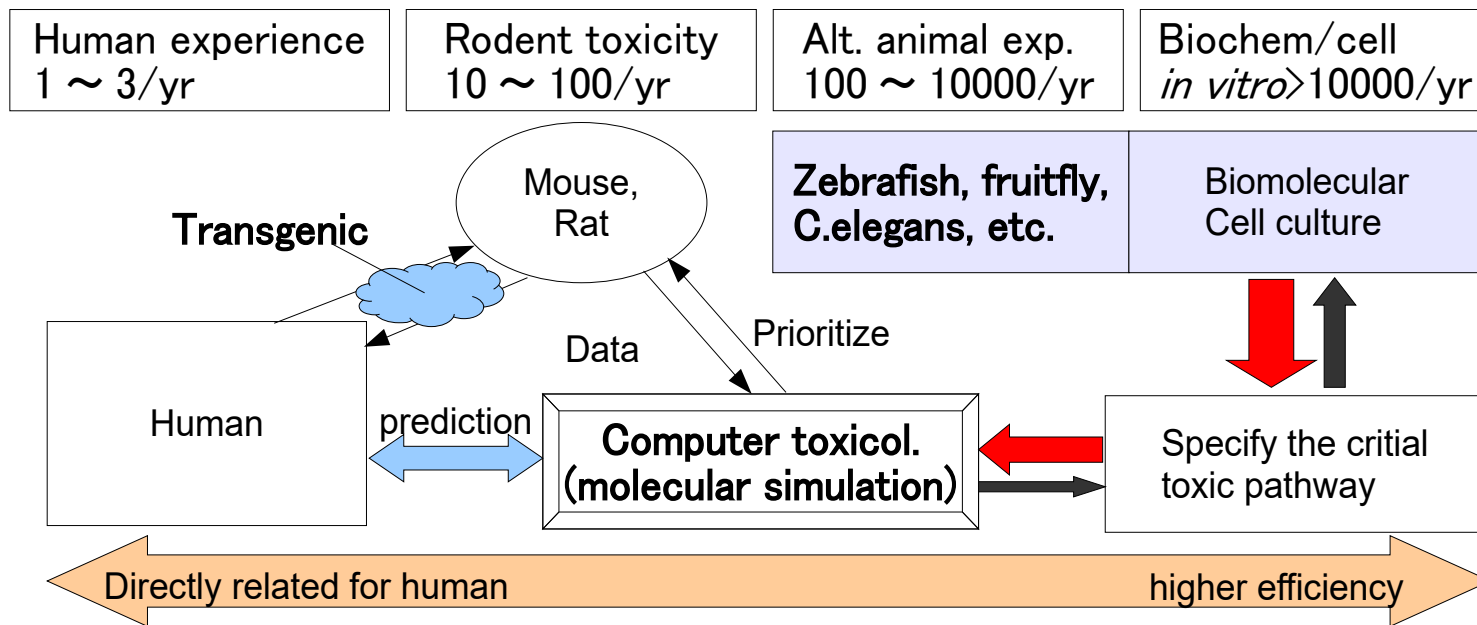 Human experience
1 ~ 3/yr
Rodent toxicity
10 ~ 100/yr
Alt. animal exp.
100 ~ 10000/yr
Biochem/cell
in vitro>10000/yr
Mouse,
Rat
Zebrafish, fruitfly,
C.elegans, etc.
Biomolecular
Cell culture
Transgenic
Data
Prioritize
Human
prediction
Computer toxicol.
(molecular simulation)
Specify the critial
toxic pathway
Directly related for human
higher efficiency